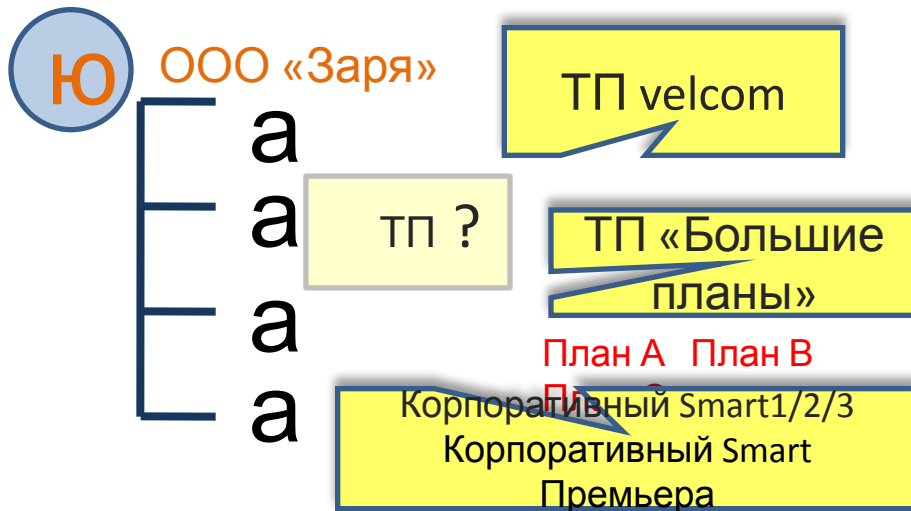 Ю
ООО «Заря»
ТП velcom
а
а
ТП ?
ТП «Большие
планы»
а
План А План В
а
Корпоративный Smart1/2/3
Корпоративный Smart
Премьера